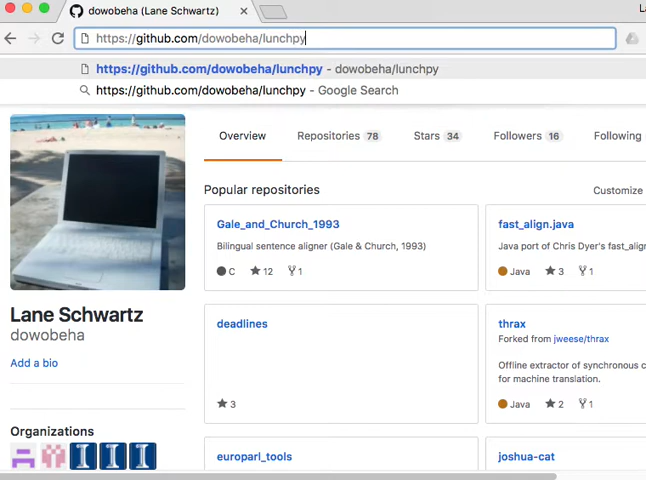 dowobeha (Lane Schwartz)
La
https://github.com/dowobeha/lunchpy
https://github.com/dowobeha/lunchpy - dowobeha/lunchpy
https://github.com/dowobeha/lunchpy - Google Search
Overview Repositories 78 Stars 34 Followers 16 Following
Popular repositories Customize
Gale_and_Church_1993
Bilingual sentence aligner (Gale & Church, 1993)
C 12 1
fast_align.java
Java port of Chris Dyer's fast_align
Java 3 1
Lane Schwartz
dowobeha
Add a bio
deadlines
3
thrax
Forked from jweese/thrax
Offline extractor of synchronous c
for machine translation.
Java 2 1
Organizations
europarl_tools
joshua-cat